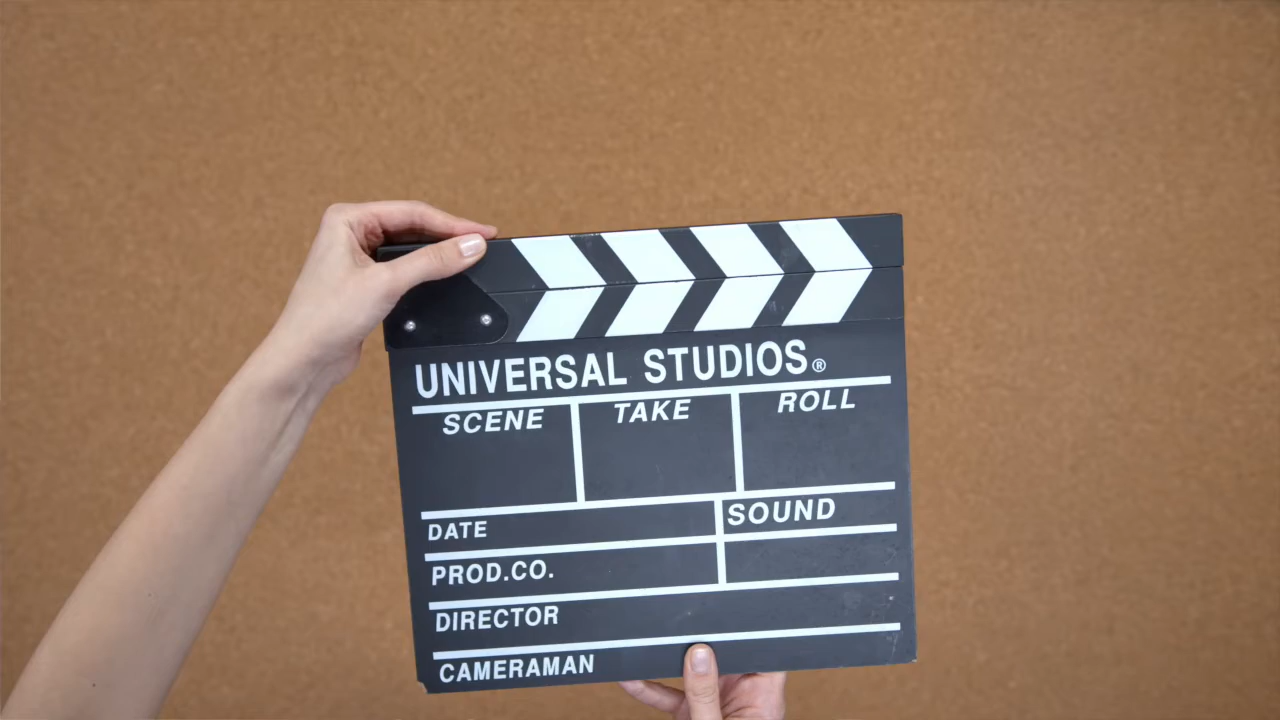 UNIVERSAL STUDIOS®
SCENE TAKE ROLL
DATE SOUND
PROD.CO.
DIRECTOR
CAMERAMAN